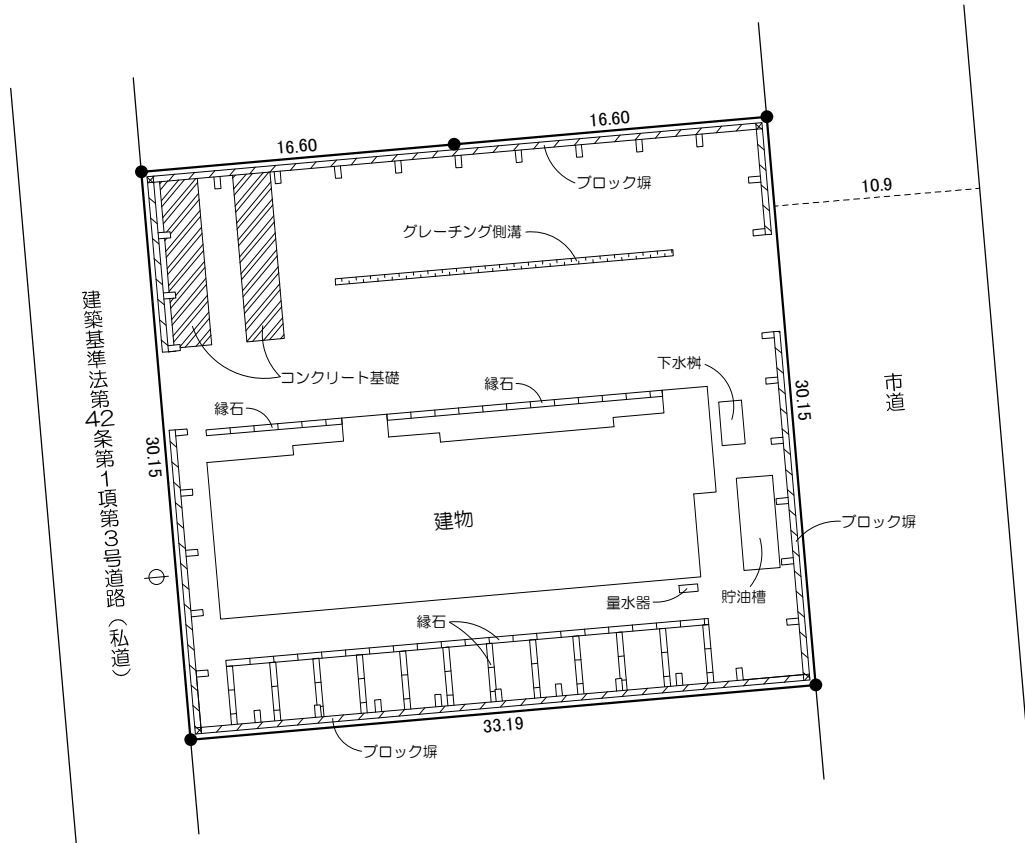 16.60
16.60
ブロック塀
10.9
グレーチング側溝
コンクリート基礎
縁石
縁石
下水桝
30.15
市道
建築基準法第42条第1項第3号道路(私道)
30.15
建物
ブロック塀
量水器
貯油槽
縁石
33.19
ブロック塀